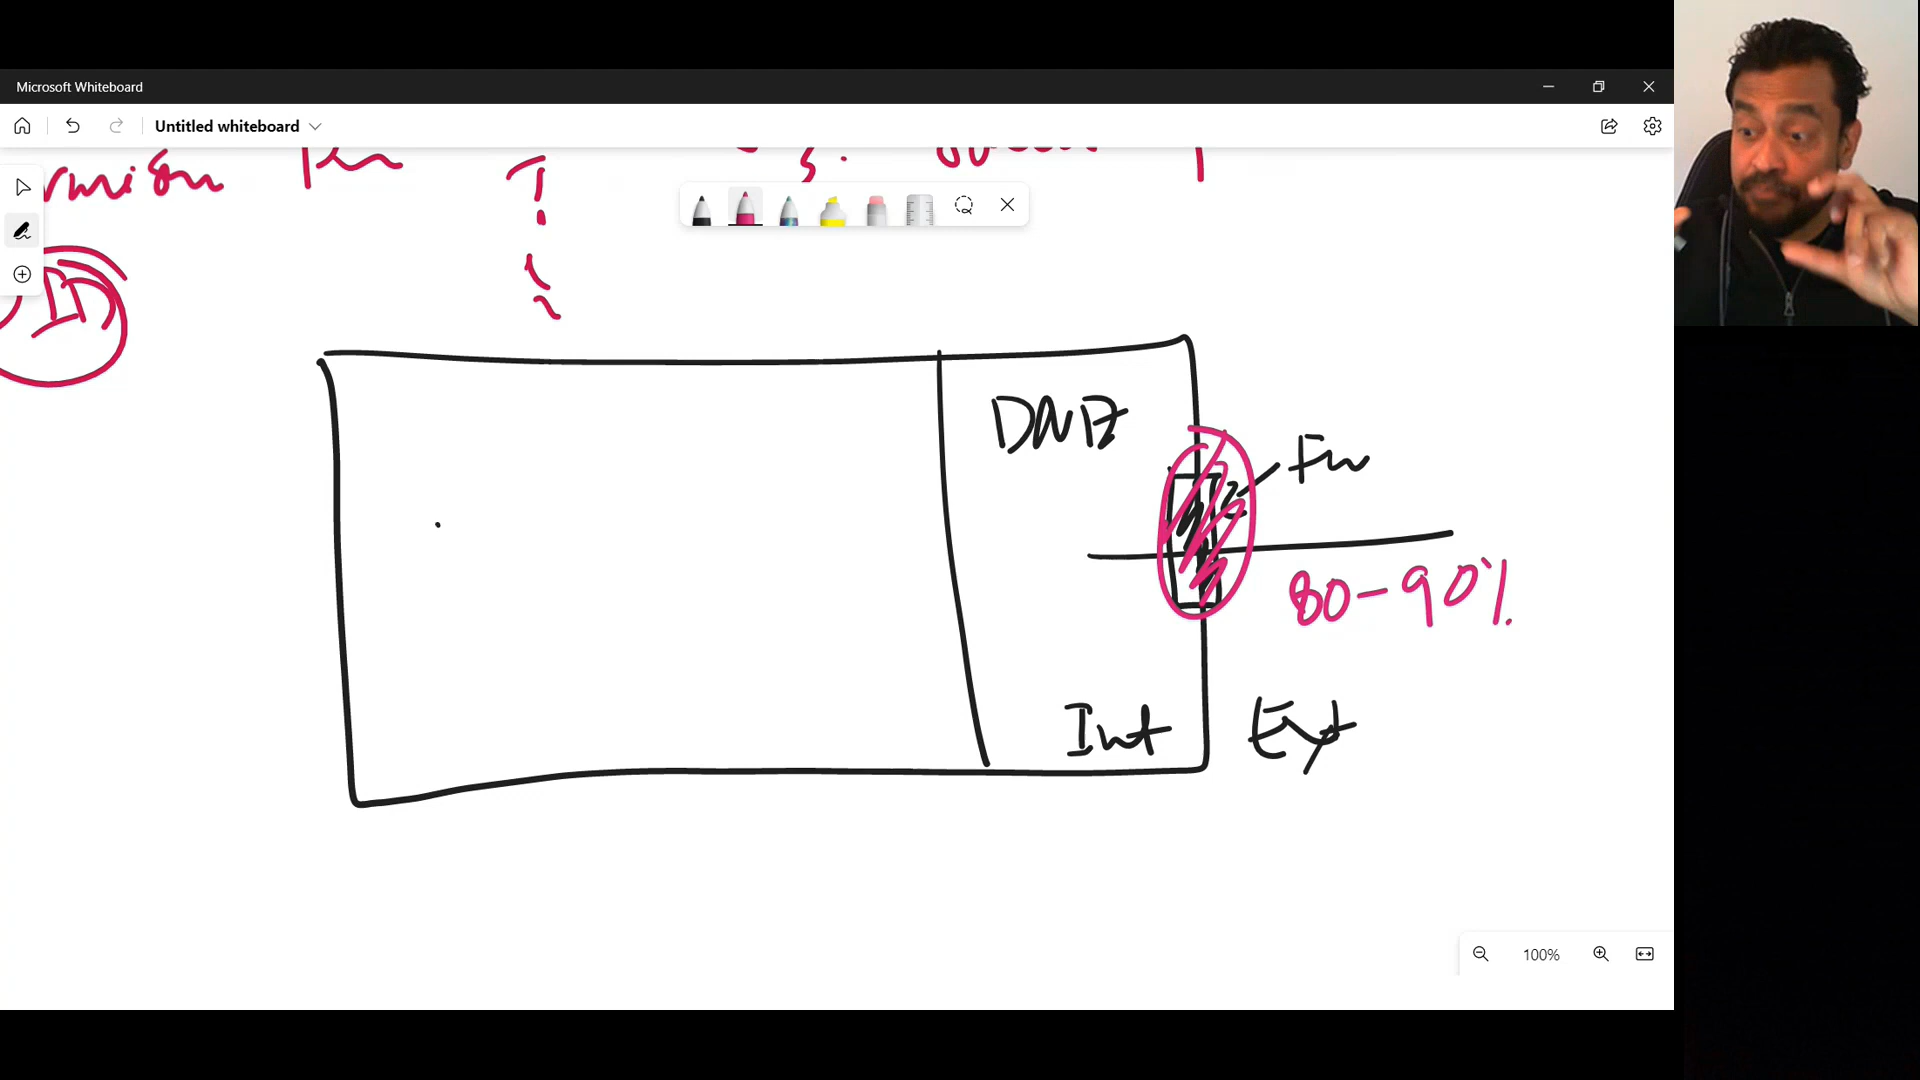 Microsoft Whiteboard
Untitled whiteboard
DMZ
Fw
80-90%
Int Ext
100%